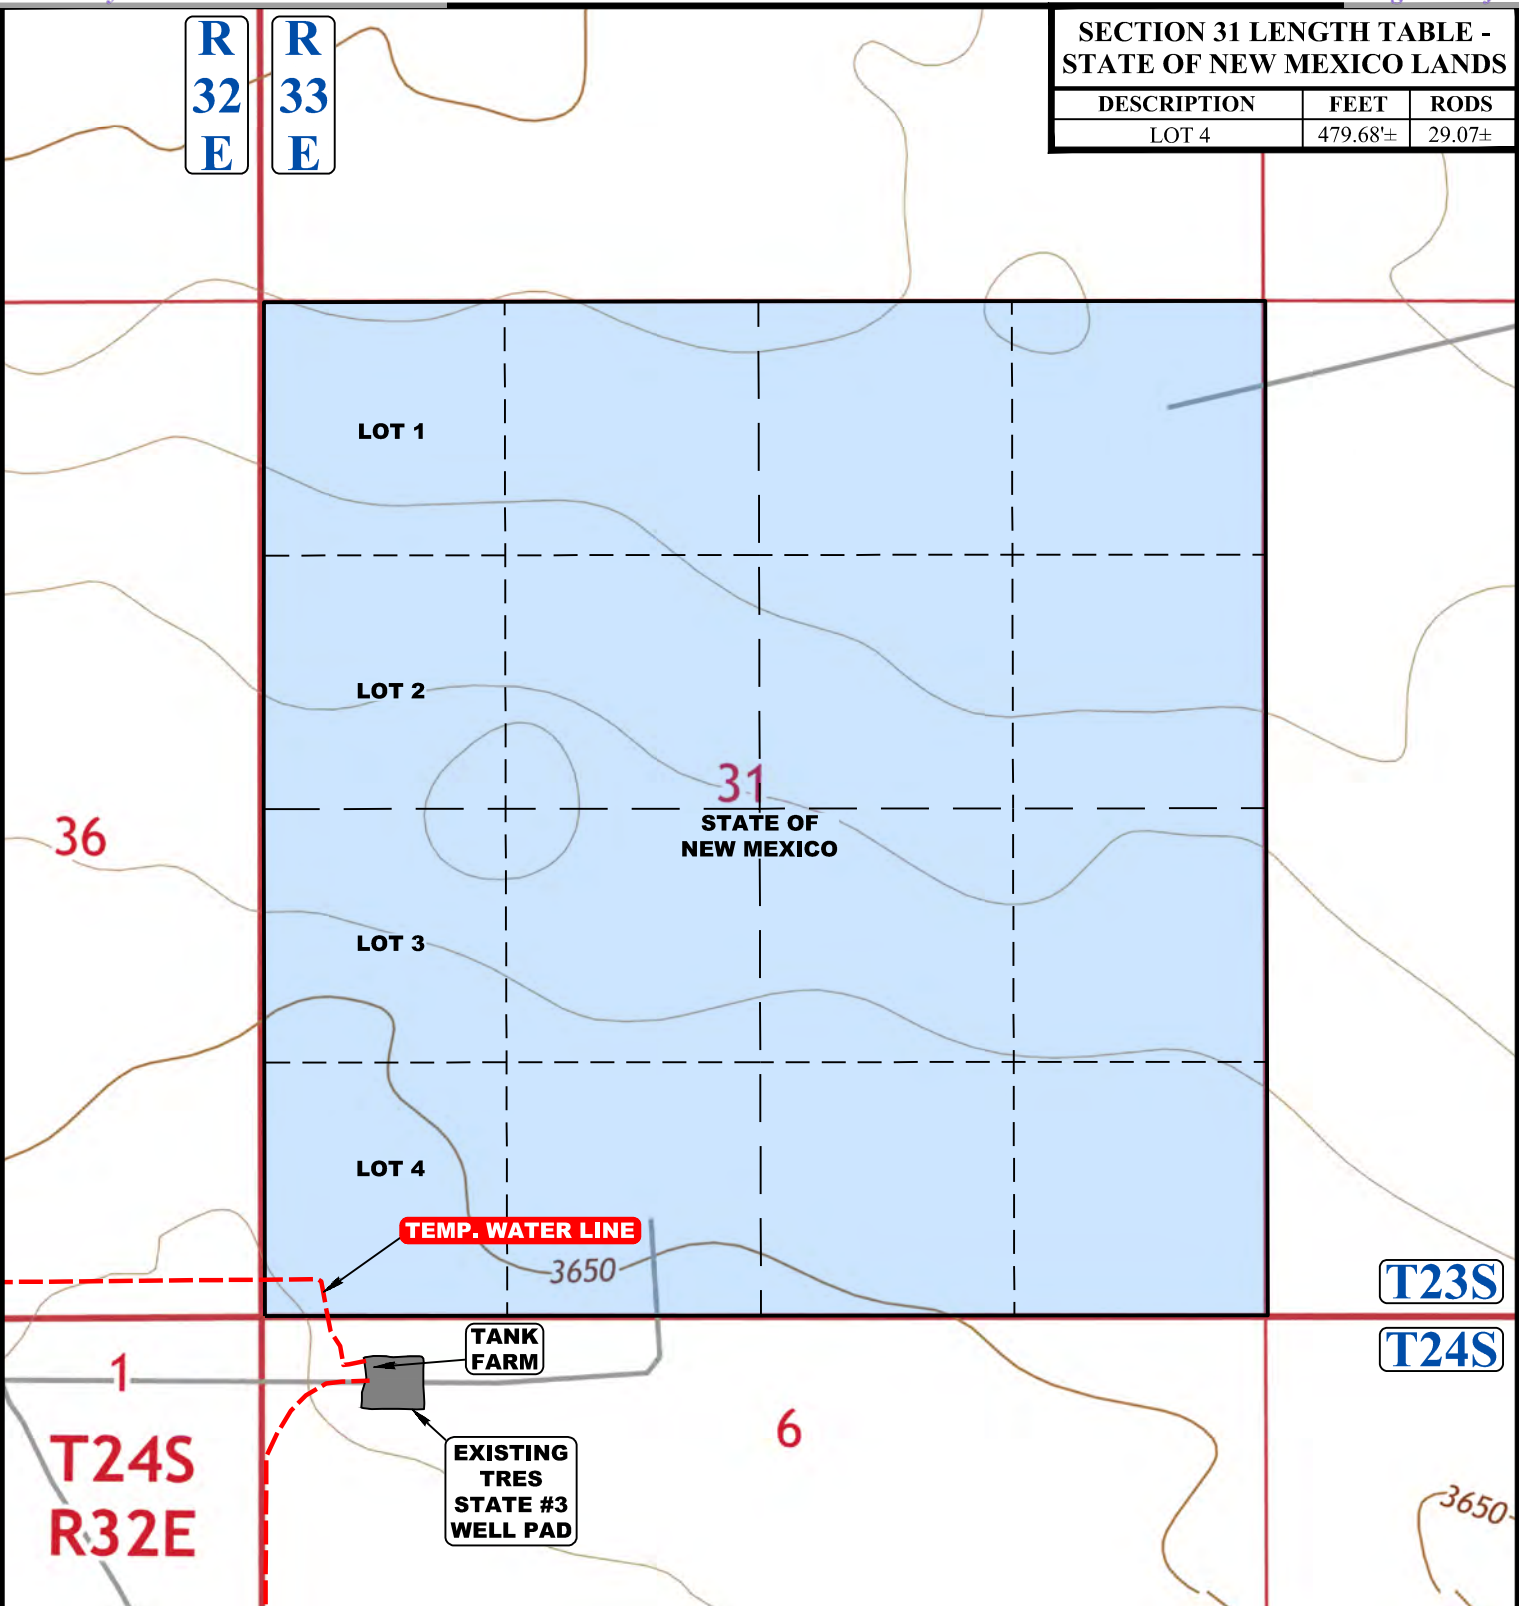 R
32
E
R
33
E
SECTION 31 LENGTH TABLE -
STATE OF NEW MEXICO LANDS
DESCRIPTION FEET RODS
LOT 4 479.68'± 29.07±
LOT 1
LOT 2
31
STATE OF
NEW MEXICO
36
LOT 3
LOT 4
TEMP. WATER LINE
3650
T23S
T24S
TANK
FARM
1
6
T24S
R32E
EXISTING
TRES
STATE #3
WELL PAD
3650